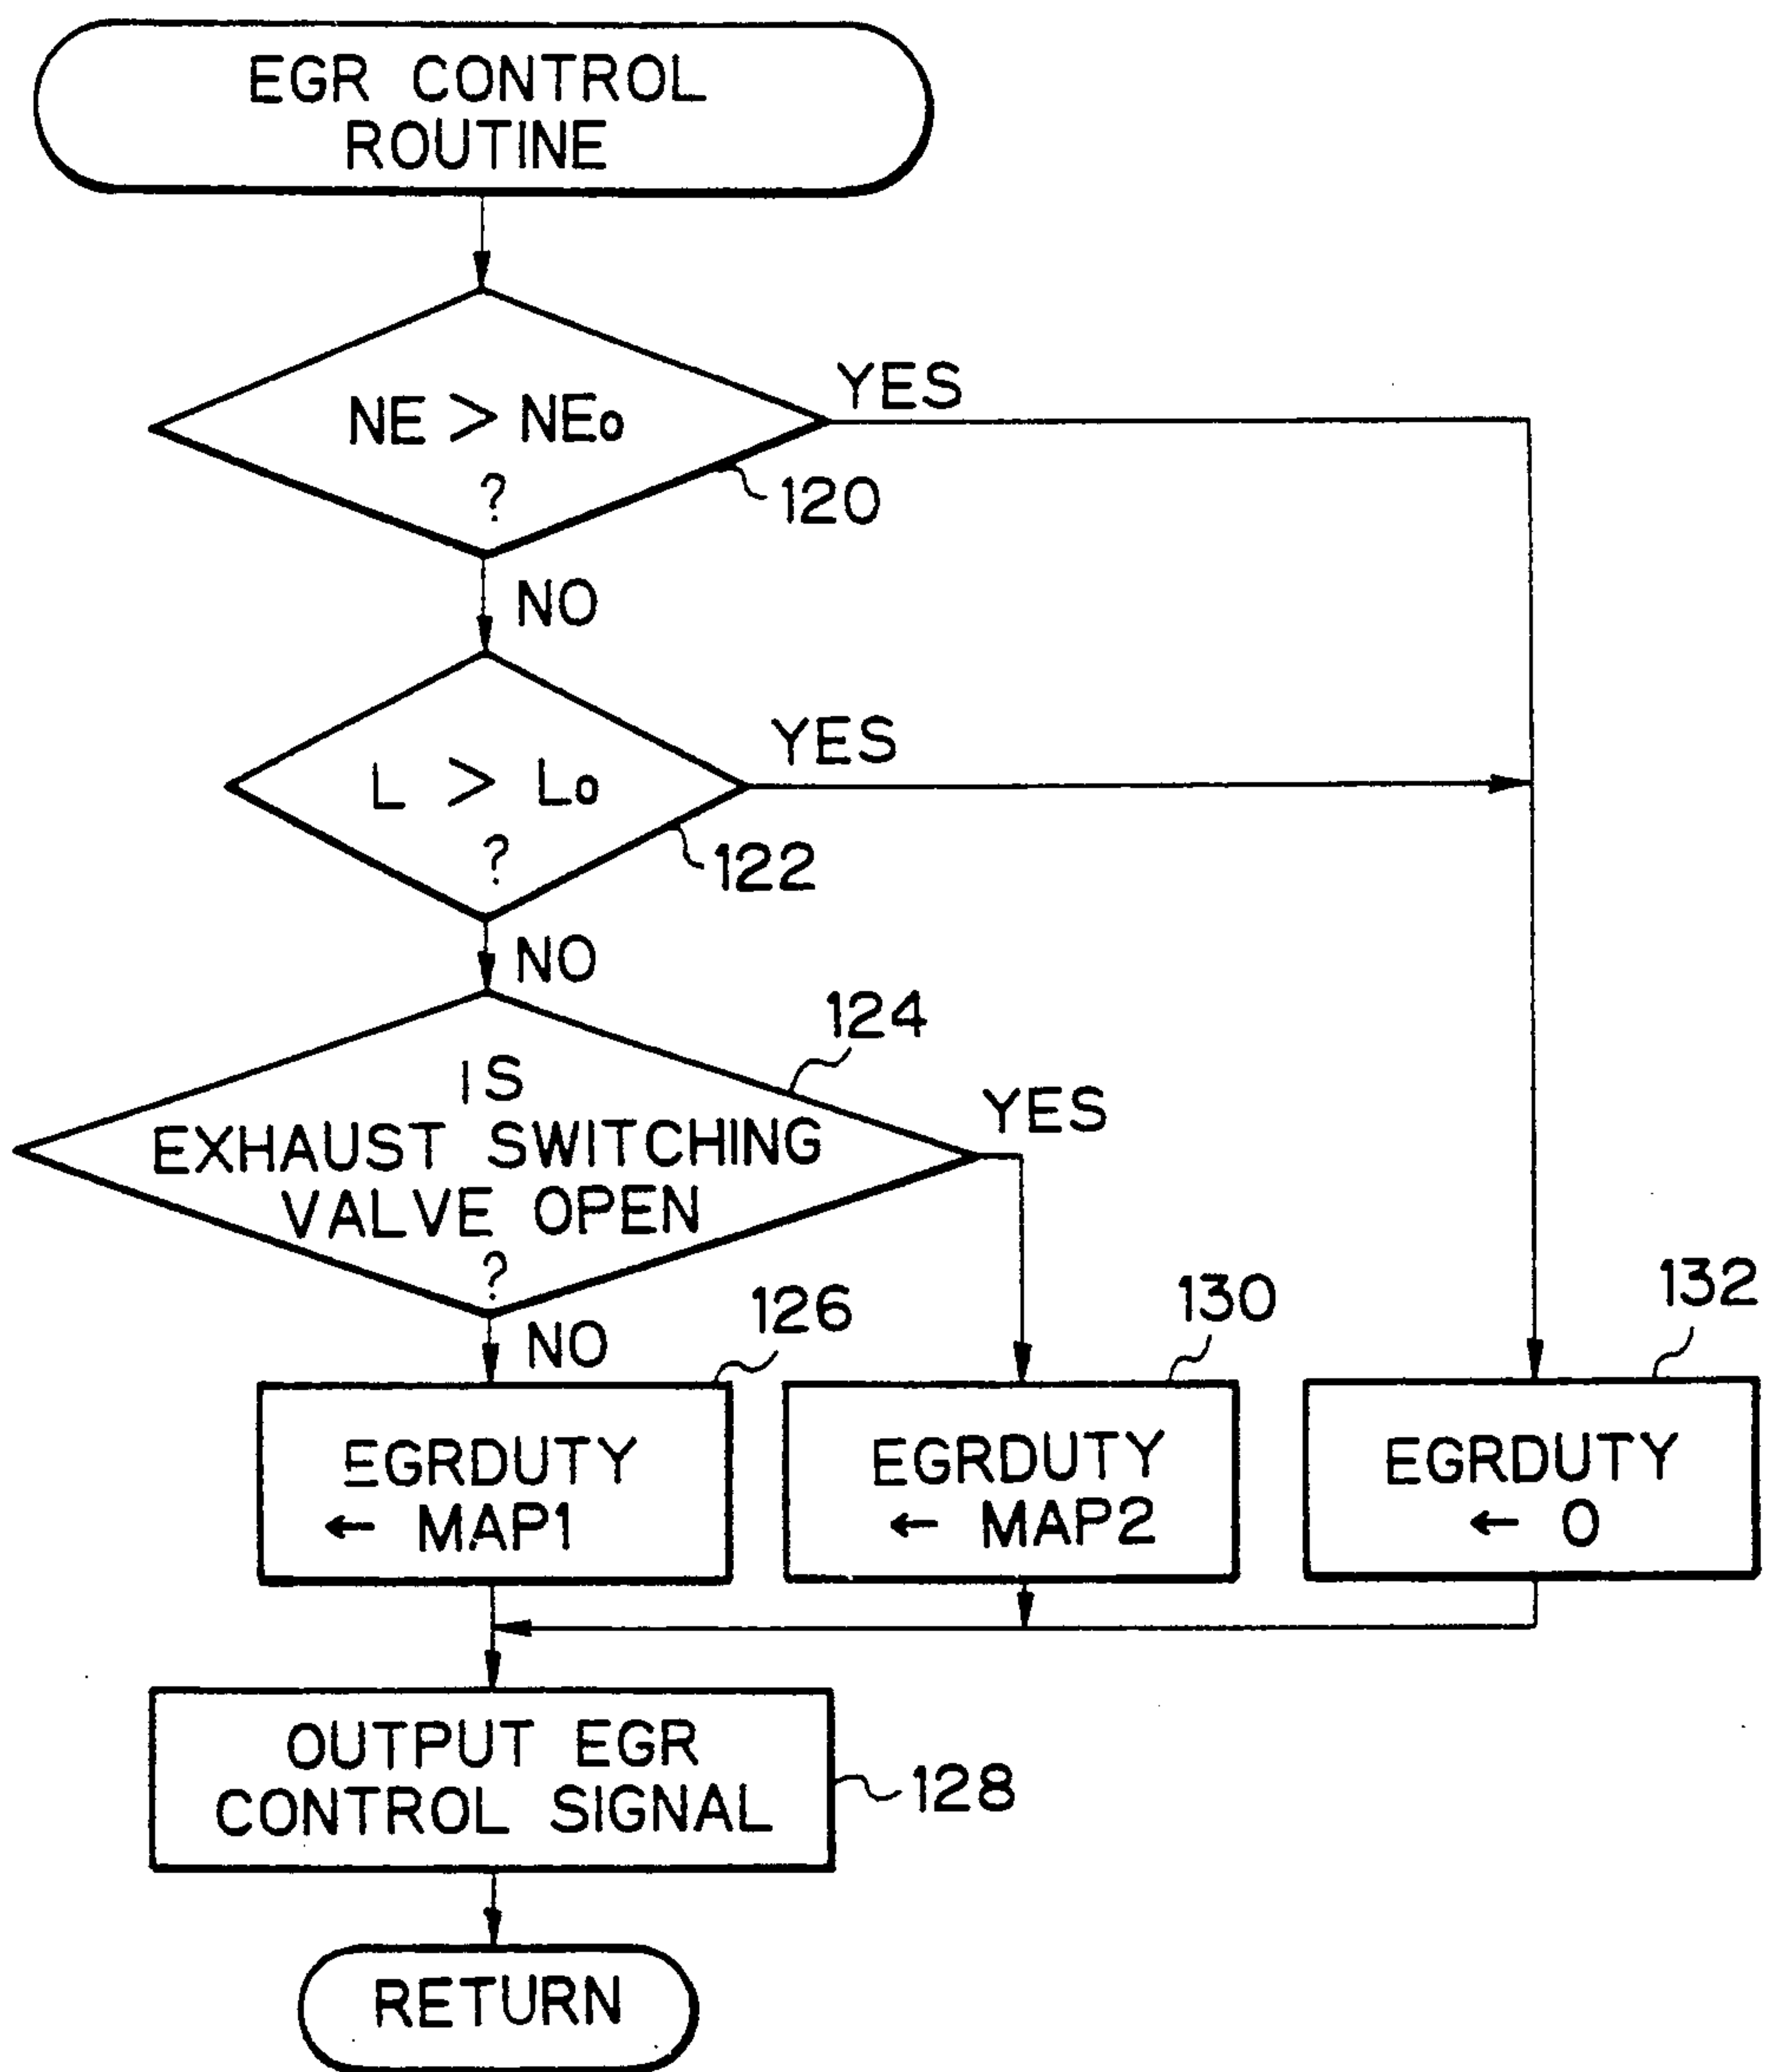 EGR CONTROL
ROUTINE
NE > NEo
?
YES
120
NO
L > Lo
?
YES
122
NO
124
IS
EXHAUST SWITCHING
VALVE OPEN
?
YES
NO
126
130
132
EGRDUTY
← MAP1
EGRDUTY
← MAP2
EGRDUTY
← 0
OUTPUT EGR
CONTROL SIGNAL
128
RETURN